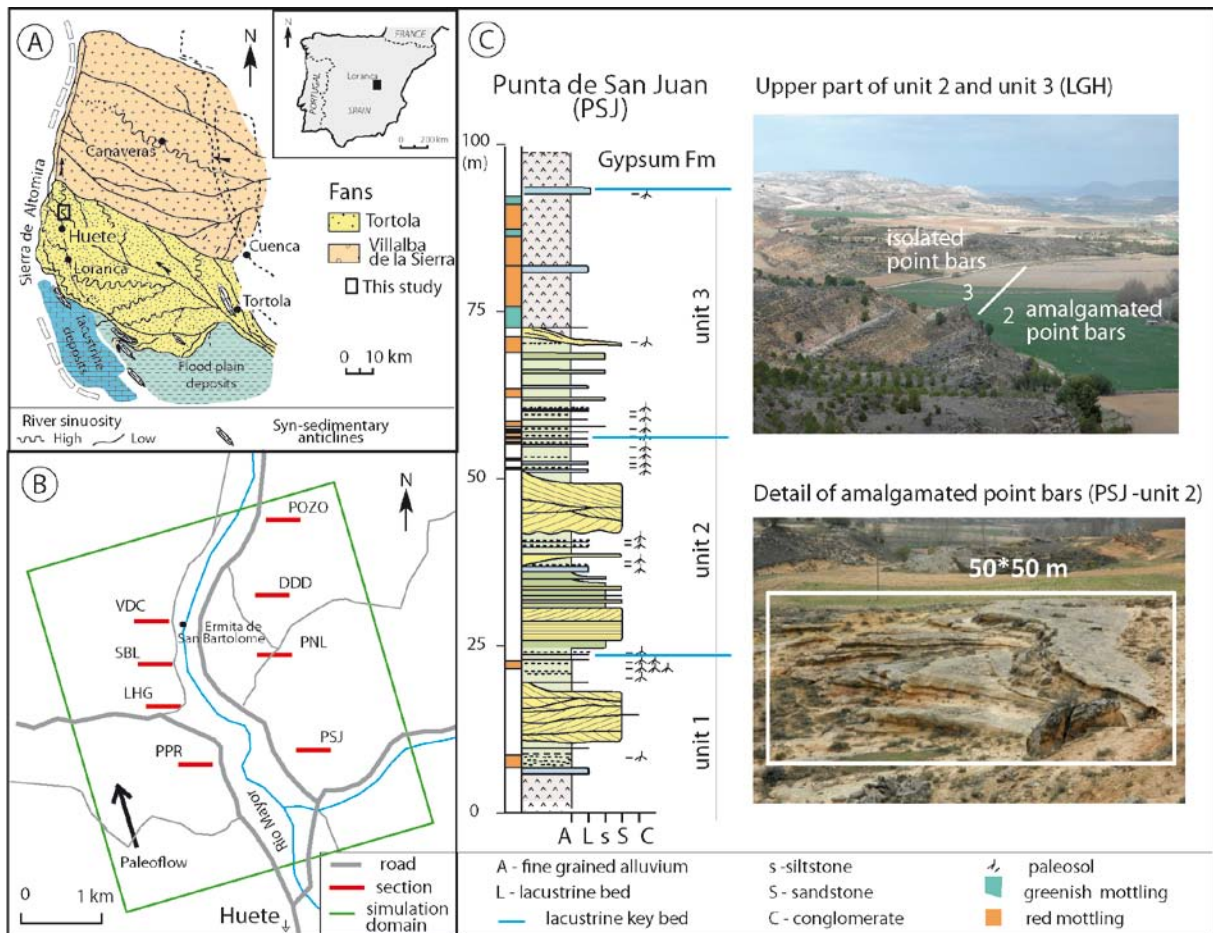 A
N
FRANCE
N
PORTUGAL
Loranca
SPAIN
0 200 km
Canaveras
Sierra de Altomira
Huete
Loranca
Cuenca
Tortola
lacustrine
deposits
Flood plain
deposits
Fans
Tortola
Villalba
de la Sierra
This study
0 10 km
River sinuosity
High Low
Syn-sedimentary
anticlines
B
N
POZO
DDD
VDC
Ermita de
San Bartolome
PNL
SBL
LHG
PSJ
PPR
Rio Mayor
Paleoflow
0 1 km
Huete
road
section
simulation
domain
C
Punta de San Juan
(PSJ)
100
(m)
Gypsum Fm
75
unit 3
50
unit 2
25
unit 1
0
A L s S C
Upper part of unit 2 and unit 3 (LGH)
isolated
point bars
3
2 amalgamated
point bars
Detail of amalgamated point bars (PSJ -unit 2)
50*50 m
A - fine grained alluvium
L - lacustrine bed
lacustrine key bed
s -siltstone
S - sandstone
C - conglomerate
paleosol
greenish mottling
red mottling